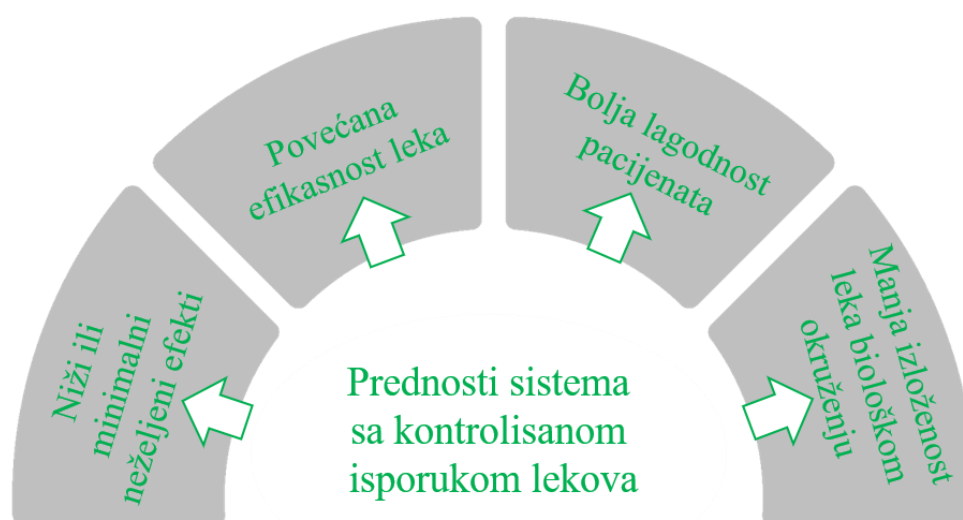 Niži ili
minimalni
neželjeni efekti
Povećana
efikasnost leka
Bolja lagodnost
pacijenata
Manja izloženost
leka biološkom
okruženju
Prednosti sistema
sa kontrolisanom
isporukom lekova